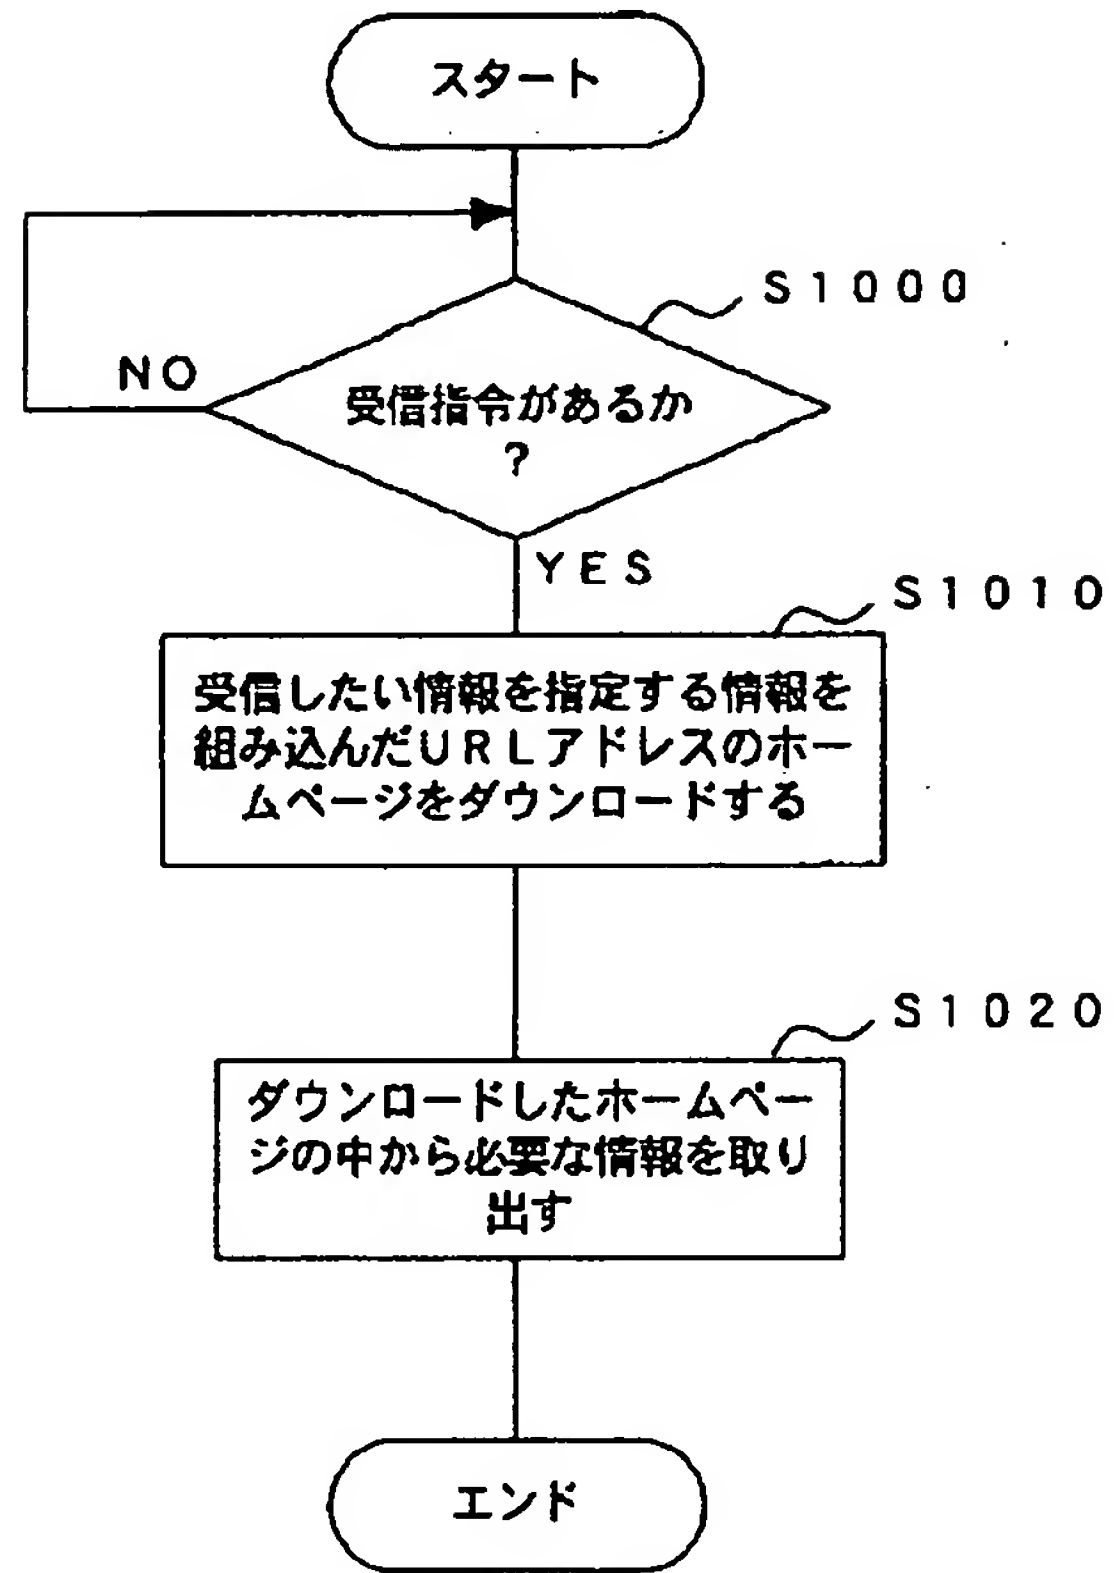 スタート
S1000
NO
受信指令があるか
?
YES
S1010
受信したい情報を指定する情報を
組み込んだURLアドレスのホー
ムページをダウンロードする
S1020
ダウンロードしたホームペー
ジの中から必要な情報を取り
出す
エンド